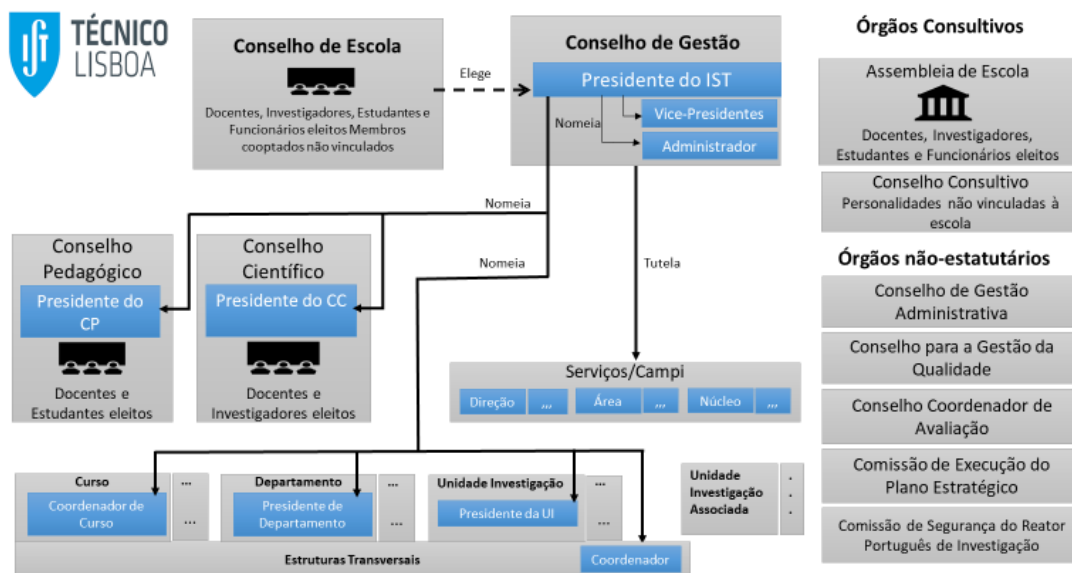 TÉCNICO
LISBOA
Conselho de Escola
Docentes, Investigadores, Estudantes e
Funcionários eleitos Membros
cooptados não vinculados
Elege
Conselho de Gestão
Presidente do IST
Nomeia
Vice-Presidentes
Administrador
Órgãos Consultivos
Assembleia de Escola
Docentes, Investigadores,
Estudantes e Funcionários eleitos
Conselho Consultivo
Personalidades não vinculadas à
escola
Nomeia
Nomeia
Tutela
Conselho
Pedagógico
Presidente do
CP
Docentes e
Estudantes eleitos
Conselho
Científico
Presidente do CC
Docentes e
Investigadores eleitos
Órgãos não-estatutários
Conselho de Gestão
Administrativa
Conselho para a Gestão da
Qualidade
Conselho Coordenador de
Avaliação
Comissão de Execução do
Plano Estratégico
Comissão de Segurança do Reator
Português de Investigação
Serviços/Campi
Direção ,,, Área ,,, Núcleo ,,,
Curso ...
Coordenador de
Curso ...
Departamento ...
Presidente de
Departamento ...
Unidade Investigação ...
Presidente da UI ...
Unidade .
Investigação .
Associada .
Estruturas Transversais
Coordenador